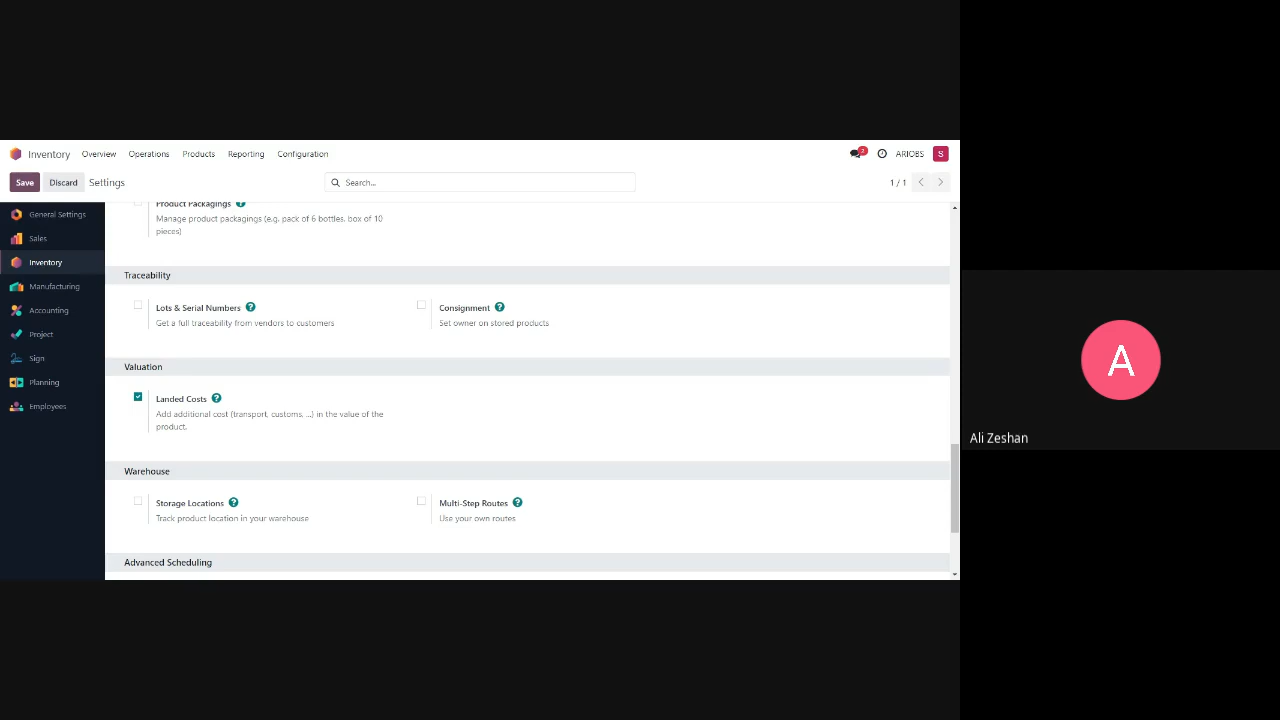 Inventory Overview Operations Products Reporting Configuration 2 ARIOBS S
Save Discard Settings Search... 1 / 1
General Settings
Sales
Inventory
Manufacturing
Accounting
Project
Sign
Planning
Employees
Product Packagings ?
Manage product packagings (e.g. pack of 6 bottles, box of 10
pieces)
Traceability
Lots & Serial Numbers ?
Get a full traceability from vendors to customers
Consignment ?
Set owner on stored products
Valuation
Landed Costs ?
Add additional cost (transport, customs, ...) in the value of the
product.
Warehouse
Storage Locations ?
Track product location in your warehouse
Multi-Step Routes ?
Use your own routes
Advanced Scheduling
A
Ali Zeshan